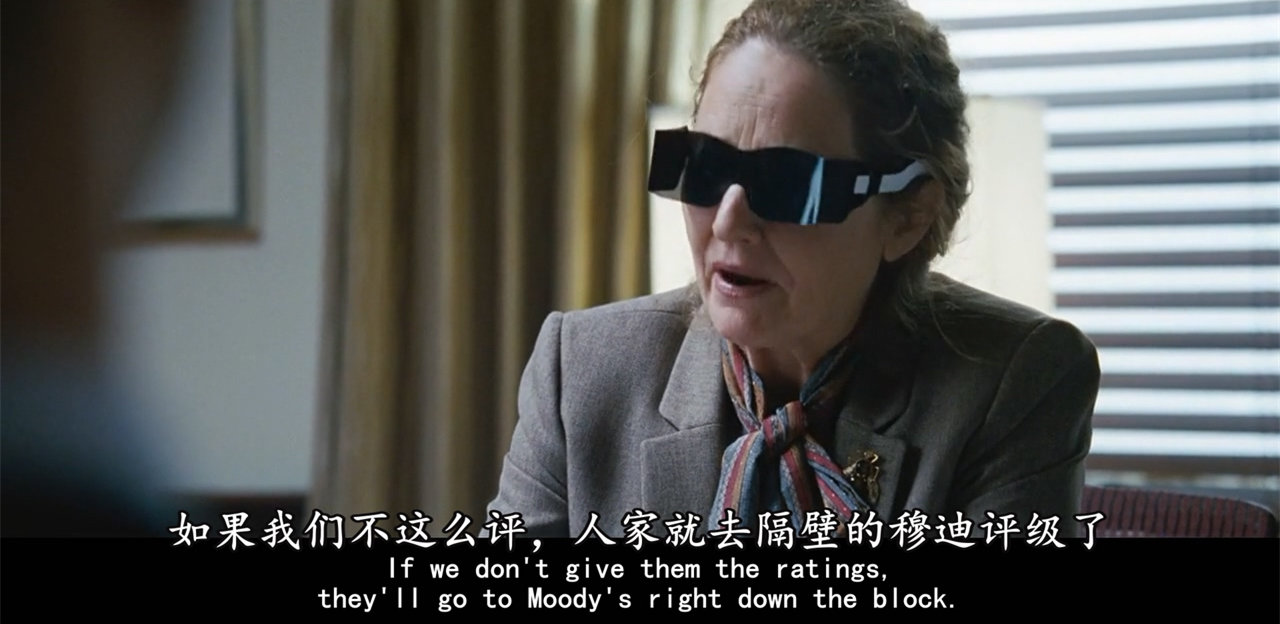 如果我们不这么评，人家就去隔壁的穆迪评级了
If we don't give them the ratings,
they'll go to Moody's right down the block.